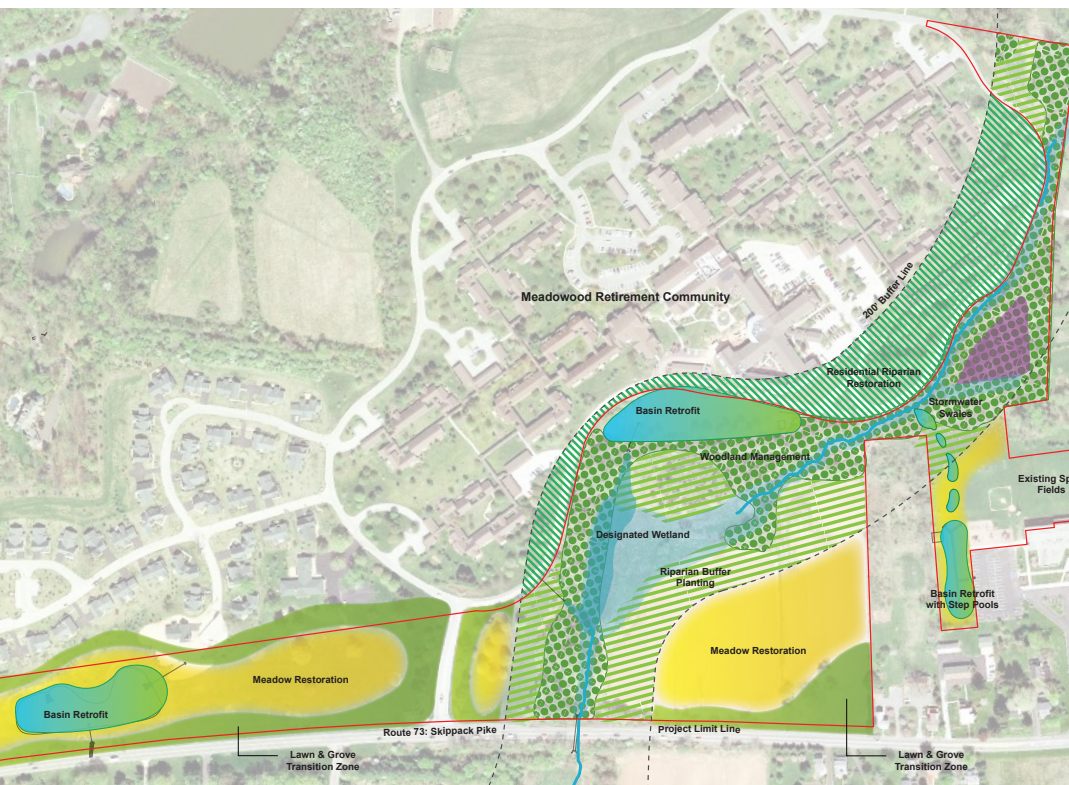 Meadowood Retirement Community
200' Buffer Line
Residential Riparian
Restoration
Basin Retrofit
Stormwater
Swales
Woodland Management
Existing Sp
Fields
Designated Wetland
Riparian Buffer
Planting
Basin Retrofit
with Step Pools
Meadow Restoration
Meadow Restoration
Basin Retrofit
Route 73: Skippack Pike
Project Limit Line
Lawn & Grove
Transition Zone
Lawn & Grove
Transition Zone